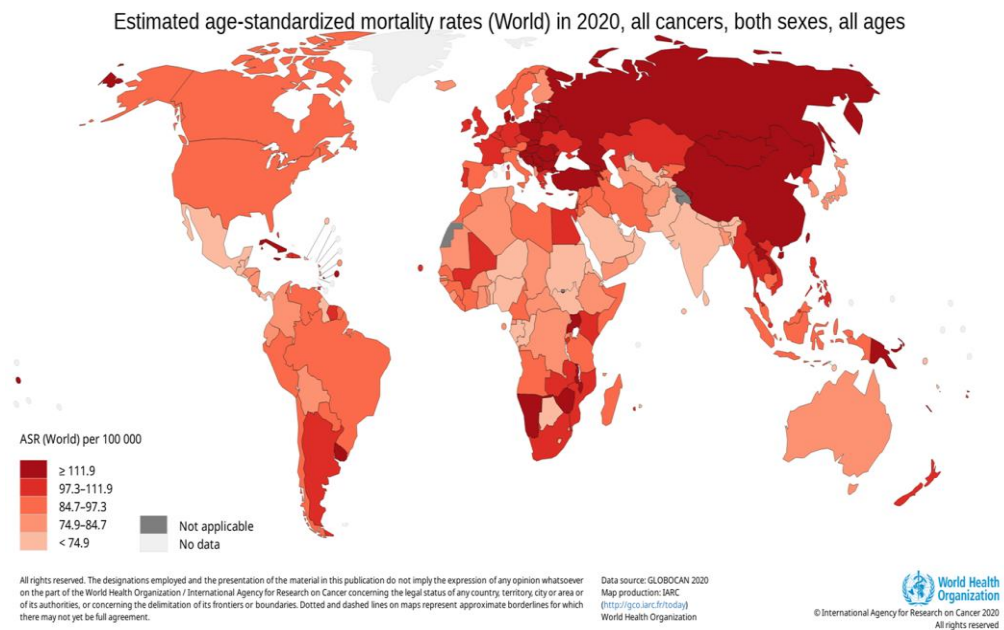 Estimated age-standardized mortality rates (World) in 2020, all cancers, both sexes, all ages
ASR (World) per 100 000
≥ 111.9
97.3–111.9
84.7–97.3
74.9–84.7
< 74.9
Not applicable
No data
All rights reserved. The designations employed and the presentation of the material in this publication do not imply the expression of any opinion whatsoever
on the part of the World Health Organization / International Agency for Research on Cancer concerning the legal status of any country, territory, city or area or
of its authorities, or concerning the delimitation of its frontiers or boundaries. Dotted and dashed lines on maps represent approximate borderlines for which
there may not yet be full agreement.
Data source: GLOBOCAN 2020
Map production: IARC
(http://gco.iarc.fr/today)
World Health Organization
World Health
Organization
© International Agency for Research on Cancer 2020
All rights reserved